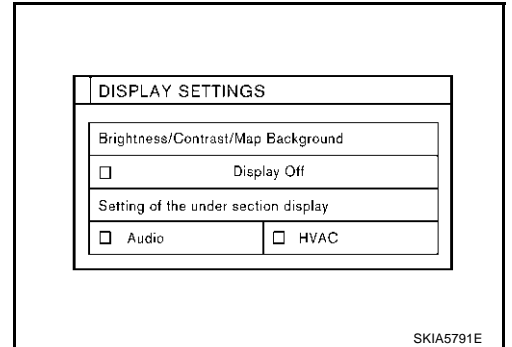 DISPLAY SETTINGS
Brightness/Contrast/Map Background
Display Off
Setting of the under section display
Audio HVAC
SKIA5791E